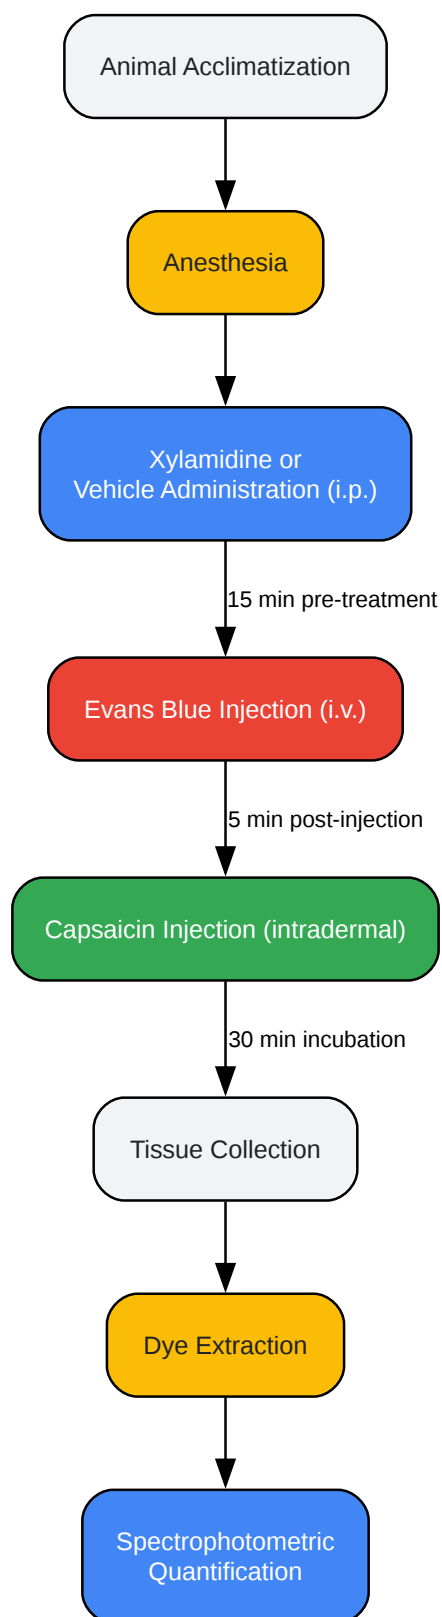 Animal Acclimatization
Anesthesia
Xylamidine or
Vehicle Administration (i.p.)
15 min pre-treatment
Evans Blue Injection (i.v.)
5 min post-injection
Capsaicin Injection (intradermal)
30 min incubation
Tissue Collection
Dye Extraction
Spectrophotometric
Quantification